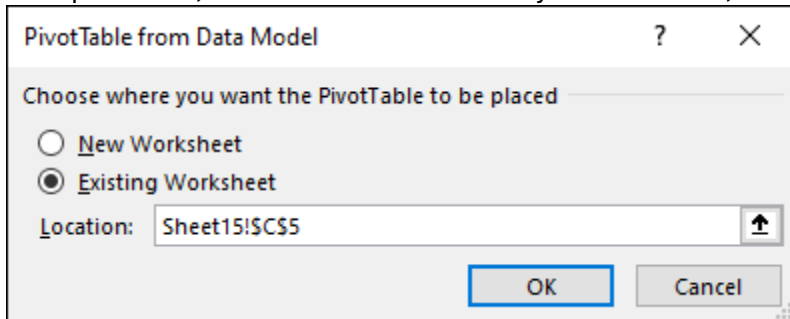 PivotTable from Data Model ? ×
Choose where you want the PivotTable to be placed
New Worksheet
Existing Worksheet
Location: Sheet15!$C$5
OK Cancel